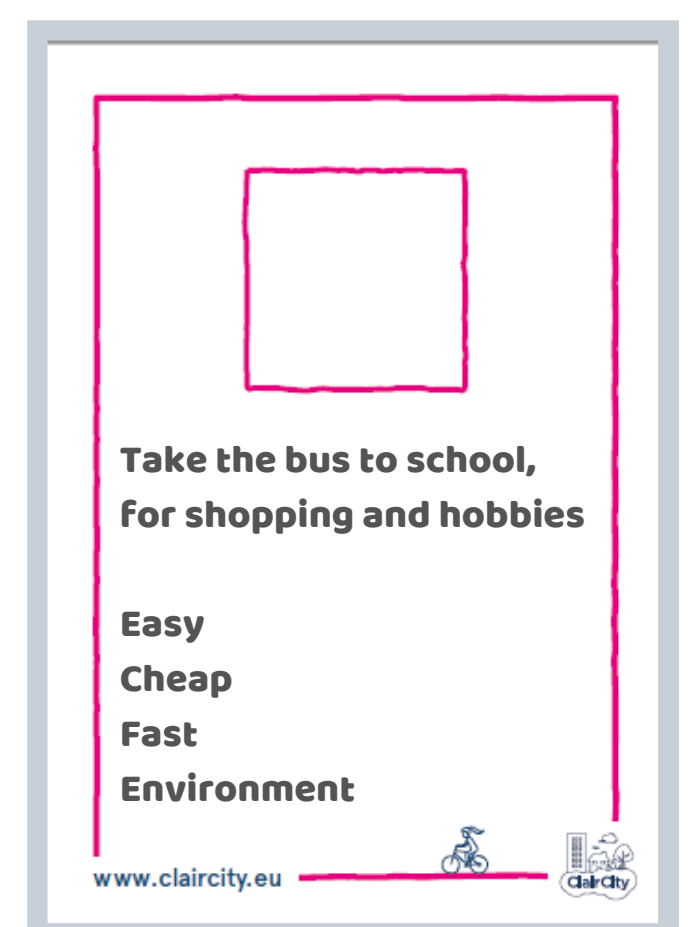 Take the bus to school,
for shopping and hobbies
Easy
Cheap
Fast
Environment
www.claircity.eu
ClairCity